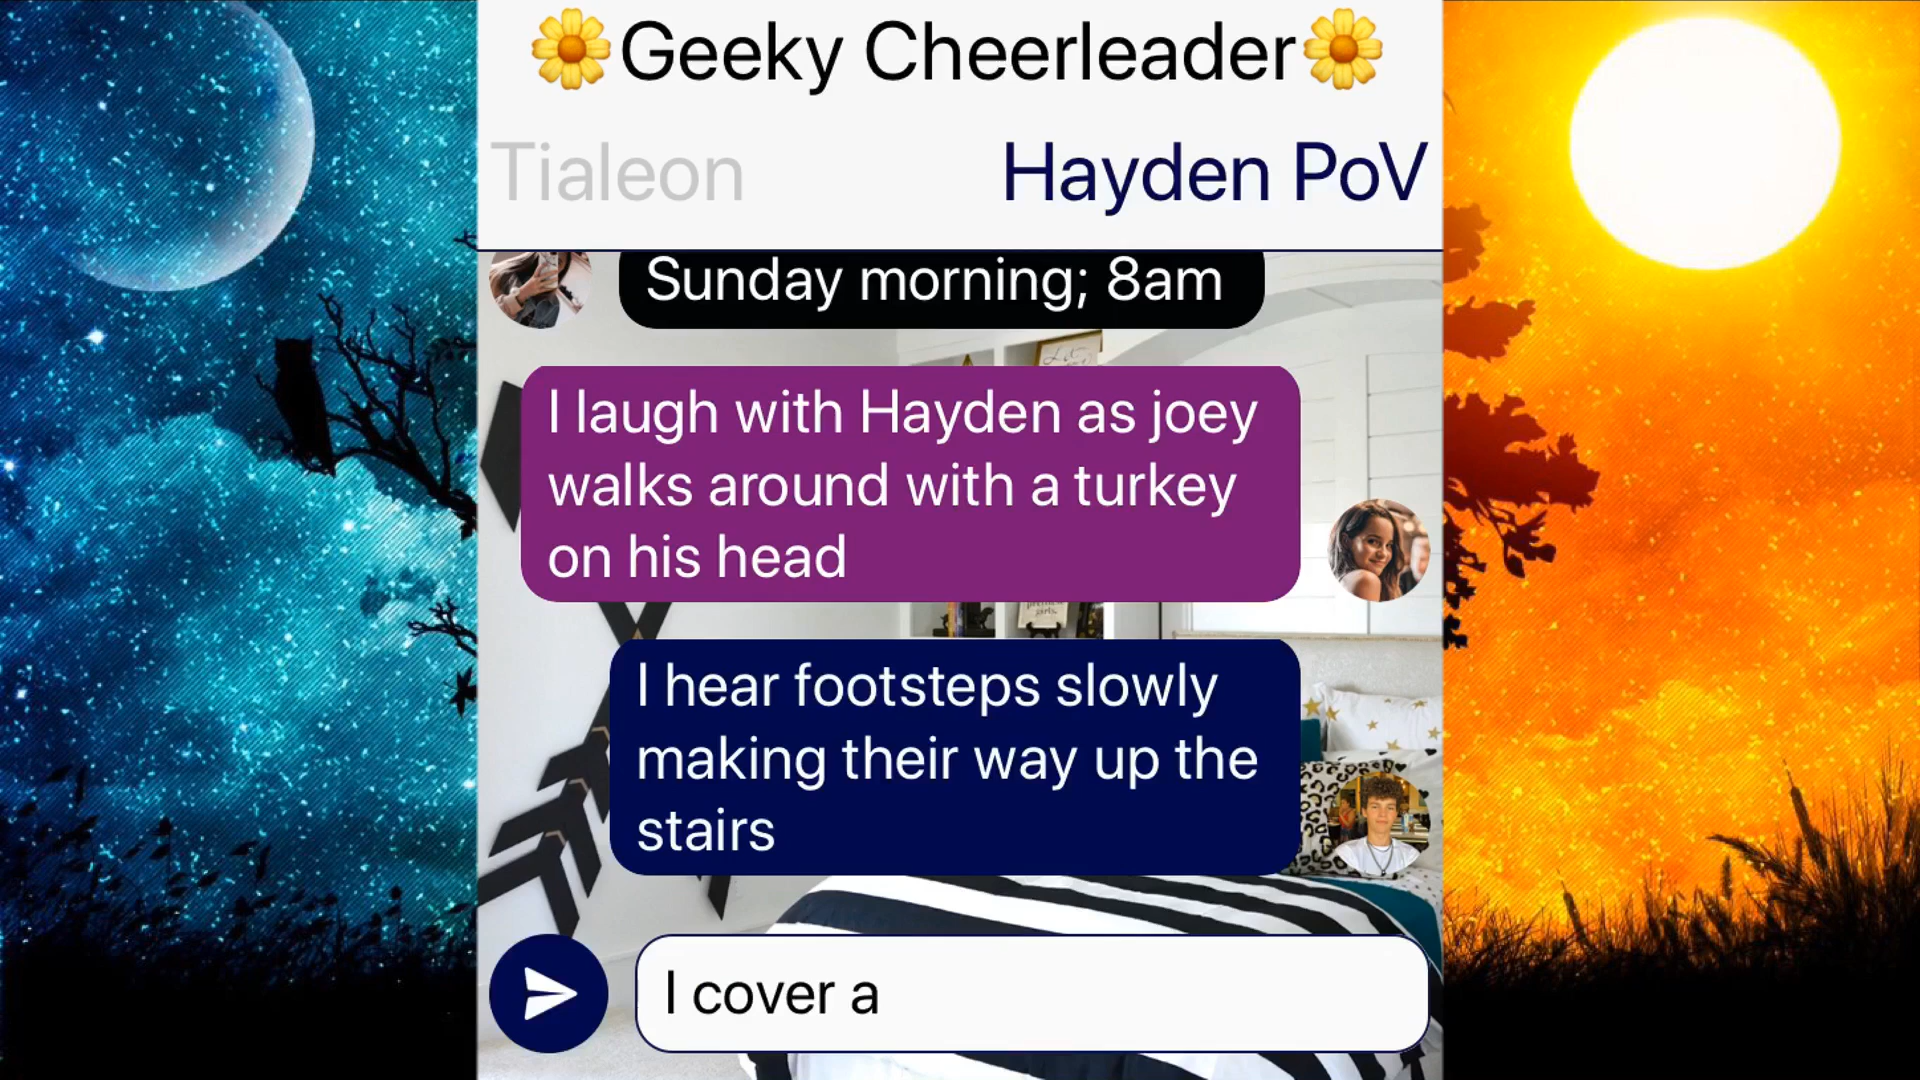 🌼Geeky Cheerleader🌼
Tialeon
Hayden PoV
Sunday morning; 8am
I laugh with Hayden as joey
walks around with a turkey
on his head
I hear footsteps slowly
making their way up the
stairs
I cover a